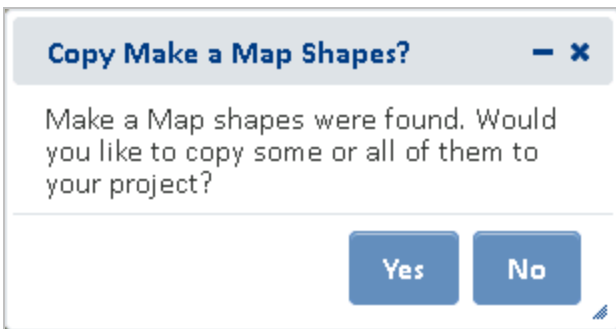 Copy Make a Map Shapes?
Make a Map shapes were found. Would
you like to copy some or all of them to
your project?
Yes No